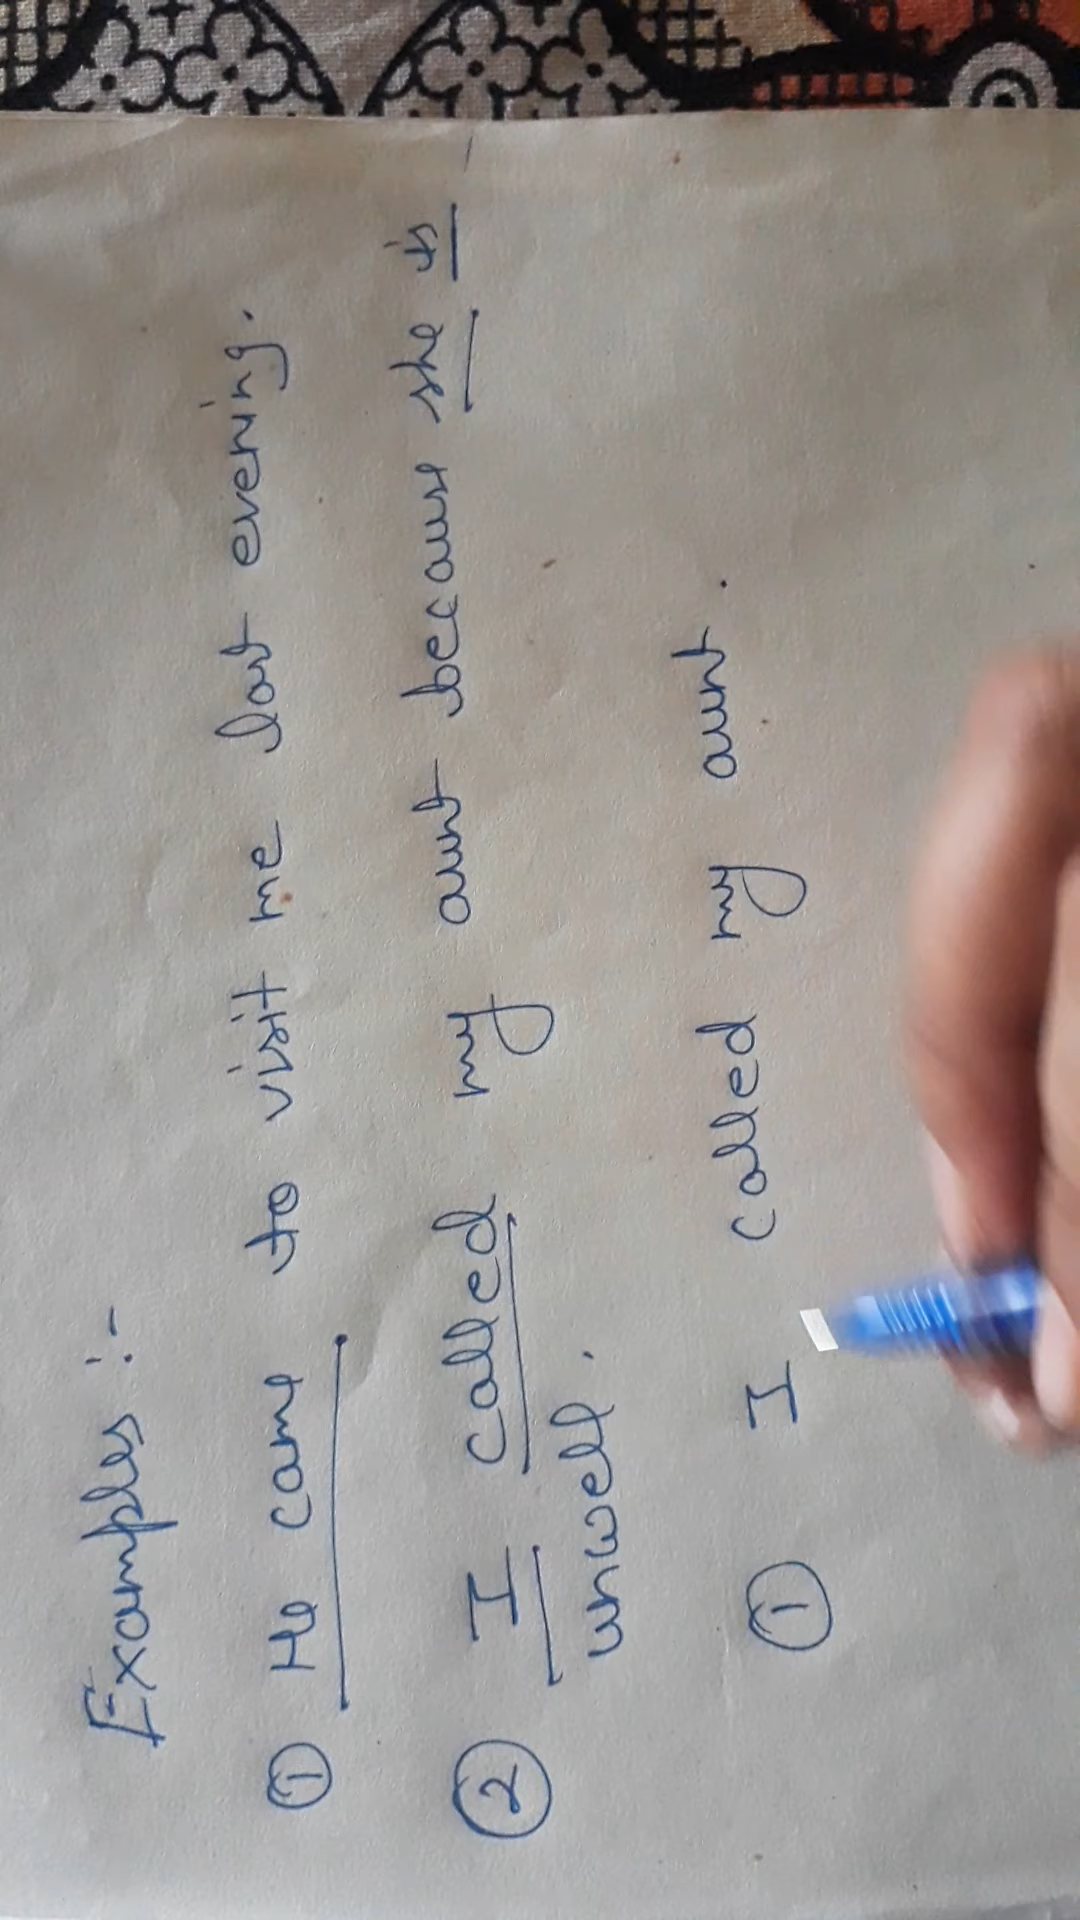 Examples :-
① He came to visit me last evening.
② I called my aunt because she is
unwell.
① I called my aunt.